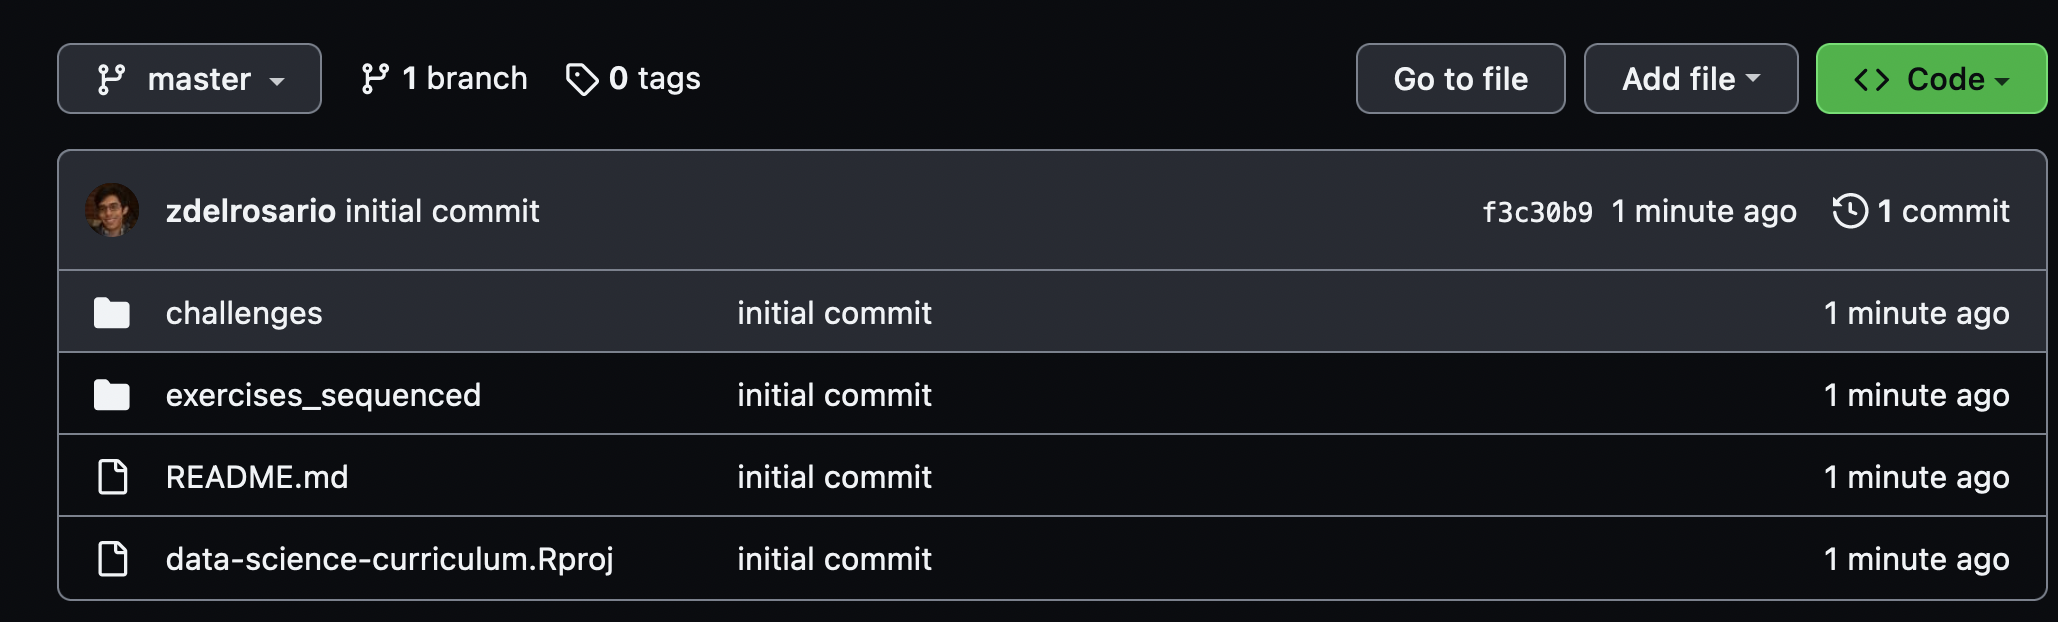 master 1 branch 0 tags Go to file Add file Code
zdelrosario initial commit f3c30b9 1 minute ago 1 commit
challenges initial commit 1 minute ago
exercises_sequenced initial commit 1 minute ago
README.md initial commit 1 minute ago
data-science-curriculum.Rproj initial commit 1 minute ago